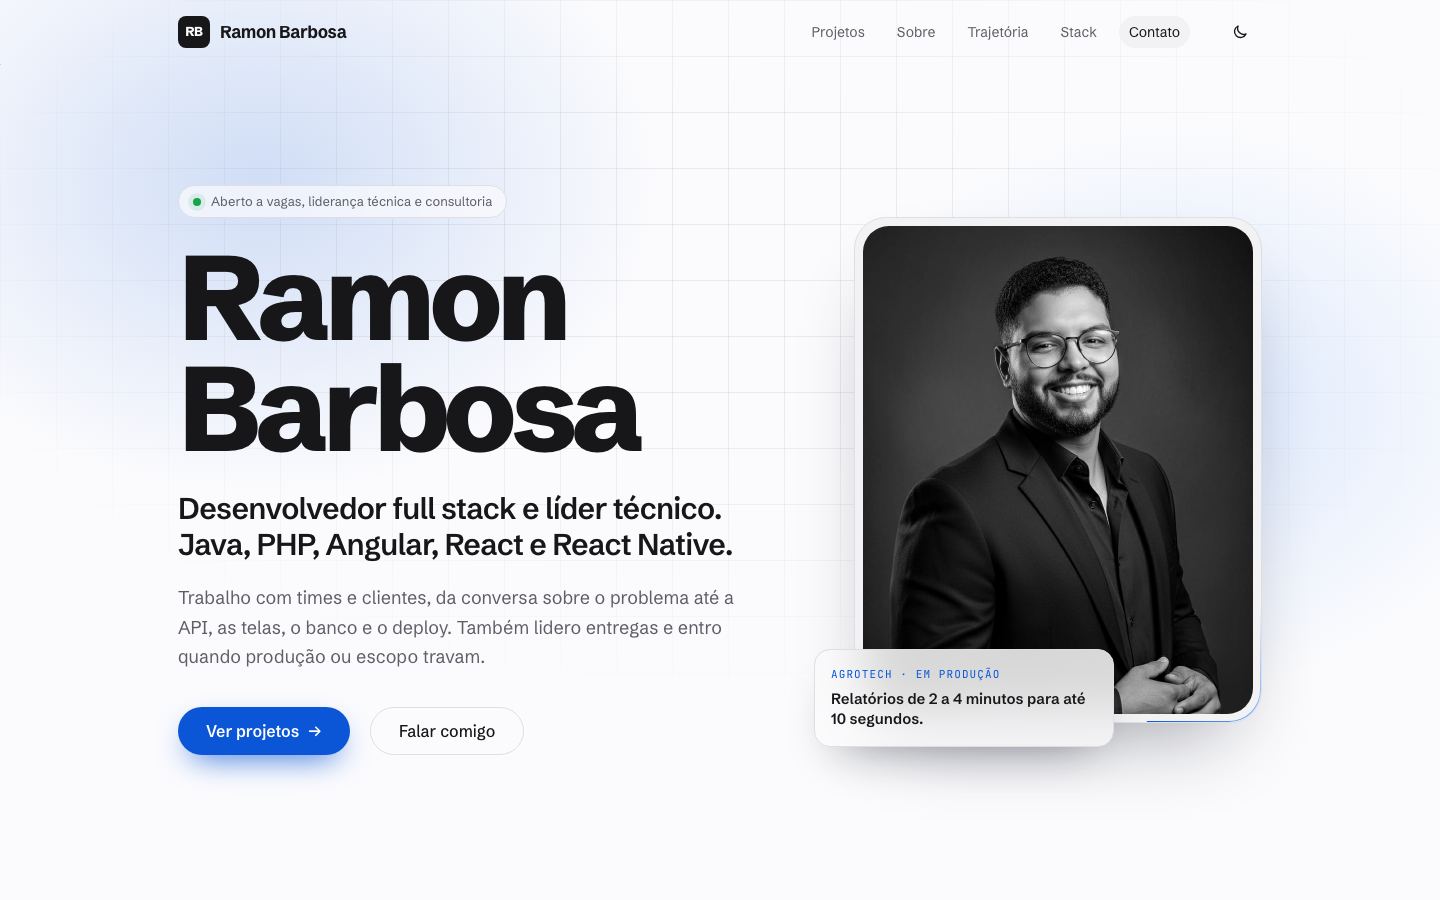 RB
Ramon Barbosa
Projetos
Sobre
Trajetória
Stack
Contato
Aberto a vagas, liderança técnica e consultoria
Ramon
Barbosa
Desenvolvedor full stack e líder técnico.
Java, PHP, Angular, React e React Native.
Trabalho com times e clientes, da conversa sobre o problema até a
API, as telas, o banco e o deploy. Também lidero entregas e entro
quando produção ou escopo travam.
Ver projetos →
Falar comigo
AGROTECH · EM PRODUÇÃO
Relatórios de 2 a 4 minutos para até
10 segundos.